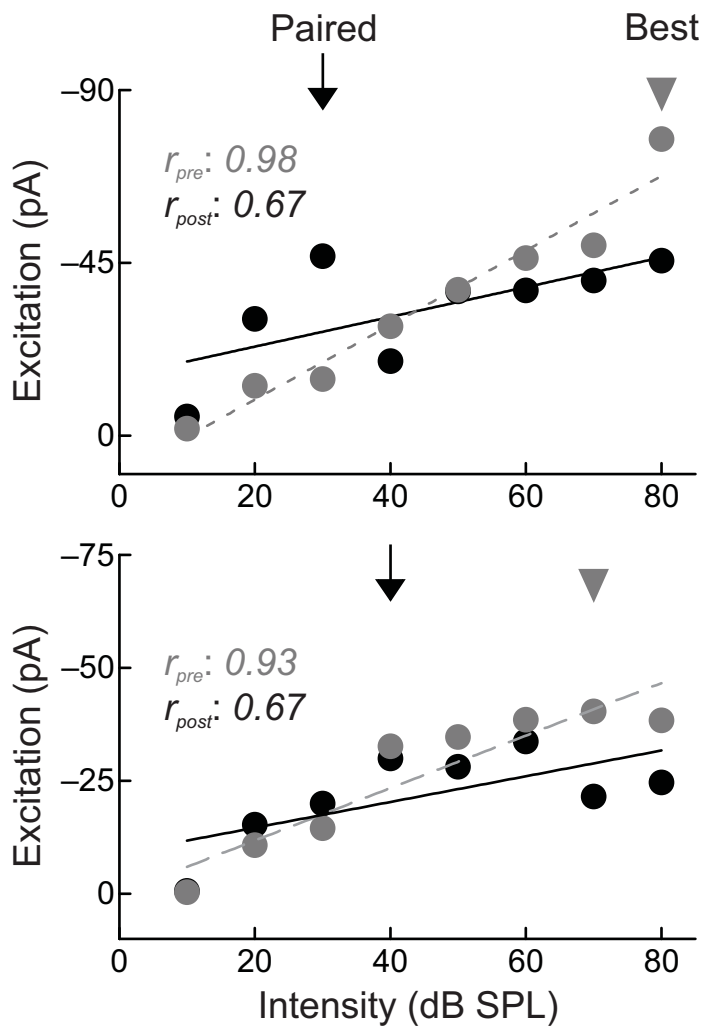 Paired Best
–90
r_pre: 0.98
r_post: 0.67
–45
0
Excitation (pA)
0 20 40 60 80
–75
r_pre: 0.93
–50
r_post: 0.67
–25
0
Excitation (pA)
0 20 40 60 80
Intensity (dB SPL)